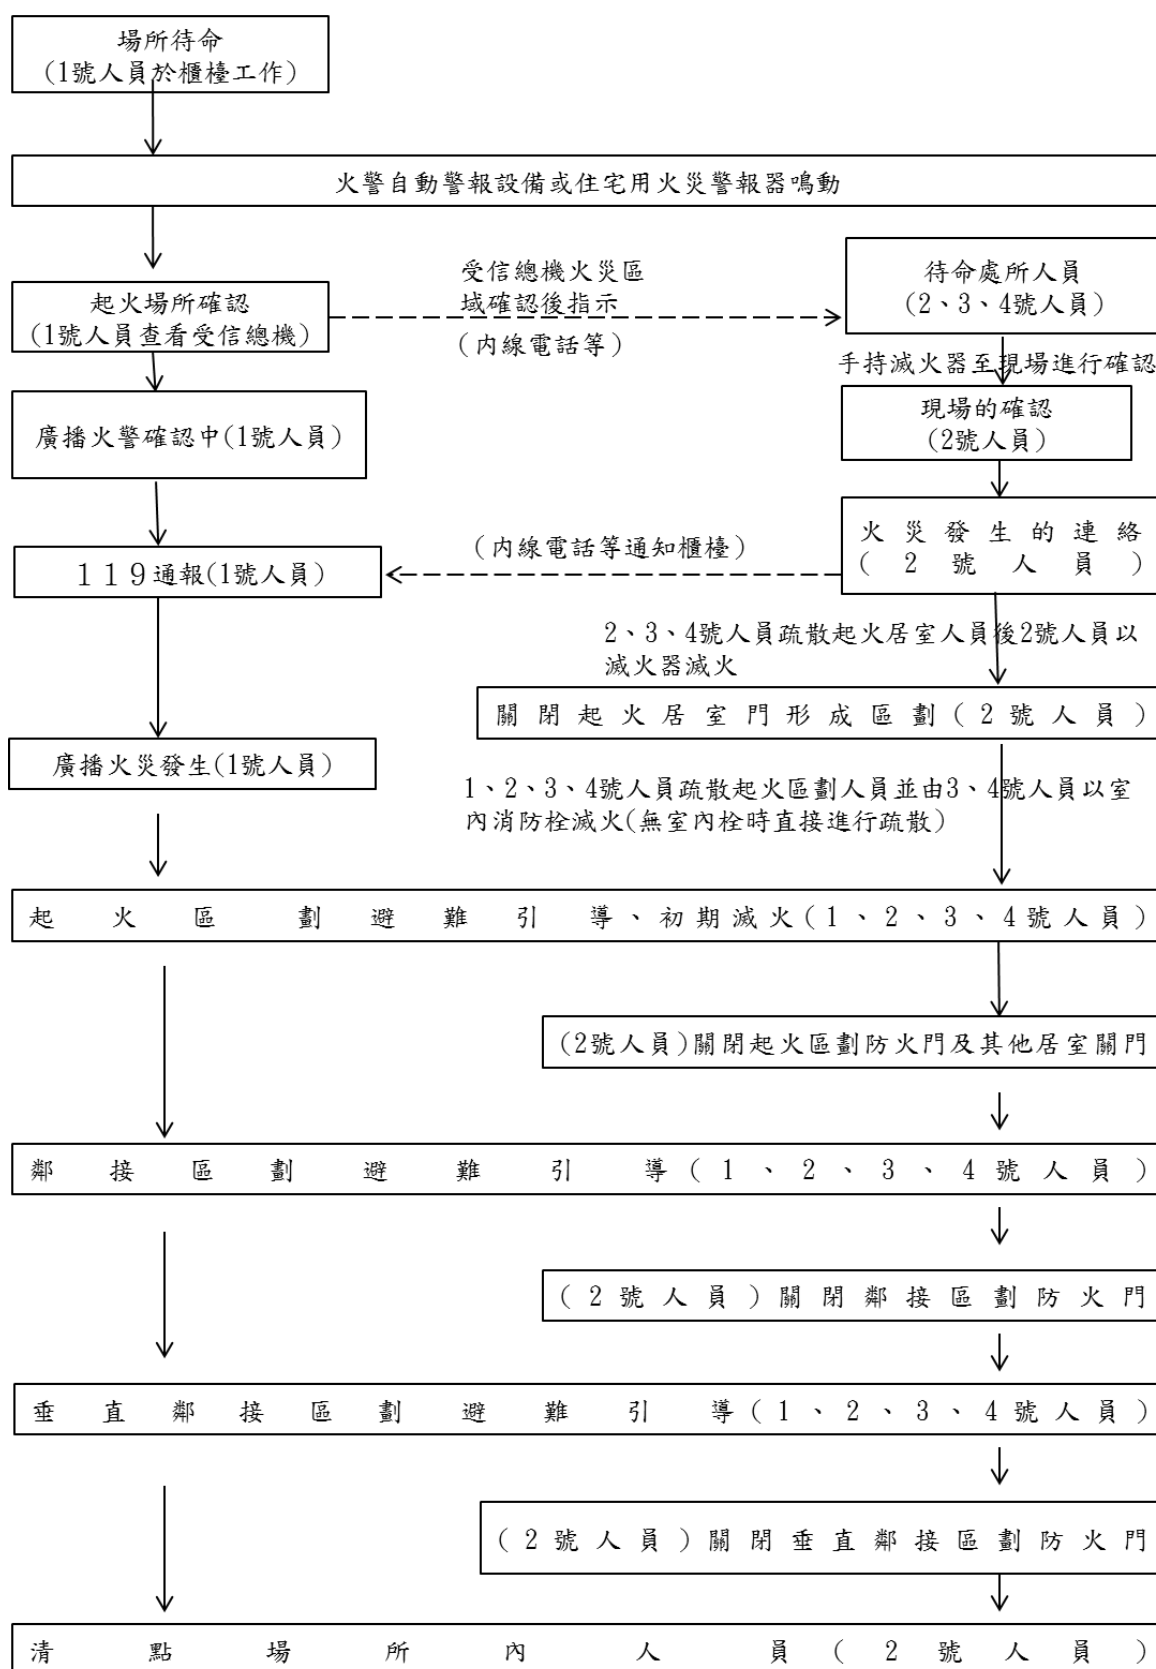 場所待命
(1號人員於櫃檯工作)
火警自動警報設備或住宅用火災警報器鳴動
起火場所確認
(1號人員查看受信總機)
受信總機火災區
域確認後指示
(內線電話等)
待命處所人員
(2、3、4號人員)
手持滅火器至現場進行確認
廣播火警確認中(1號人員)
現場的確認
(2號人員)
火災發生的連絡
(2號人員)
(內線電話等通知櫃檯)
１１９通報(1號人員)
2、3、4號人員疏散起火居室人員後2號人員以
滅火器滅火
關閉起火居室門形成區劃(2號人員)
廣播火災發生(1號人員)
1、2、3、4號人員疏散起火區劃人員並由3、4號人員以室
內消防栓滅火(無室內栓時直接進行疏散)
起火區劃避難引導、初期滅火(1、2、3、4號人員)
(2號人員)關閉起火區劃防火門及其他居室關門
鄰接區劃避難引導(1、2、3、4號人員)
(2號人員)關閉鄰接區劃防火門
垂直鄰接區劃避難引導(1、2、3、4號人員)
(2號人員)關閉垂直鄰接區劃防火門
清點場所內人員(2號人員)